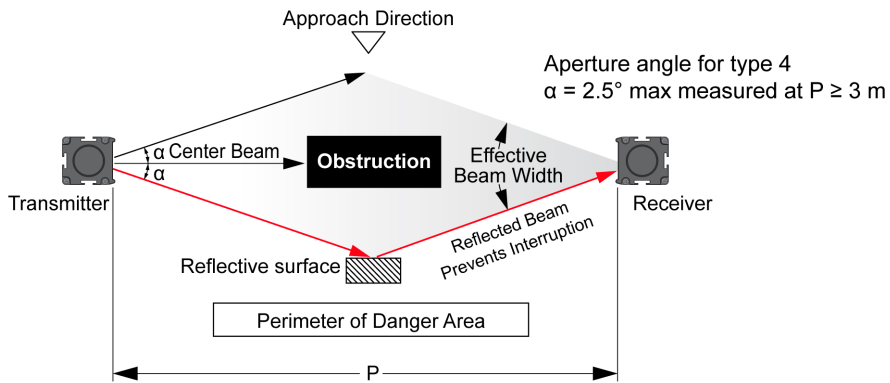 Approach Direction
Aperture angle for type 4
α = 2.5° max measured at P ≥ 3 m
α Center Beam
α
Obstruction
Effective
Beam Width
Transmitter
Receiver
Reflected Beam
Prevents Interruption
Reflective surface
Perimeter of Danger Area
P